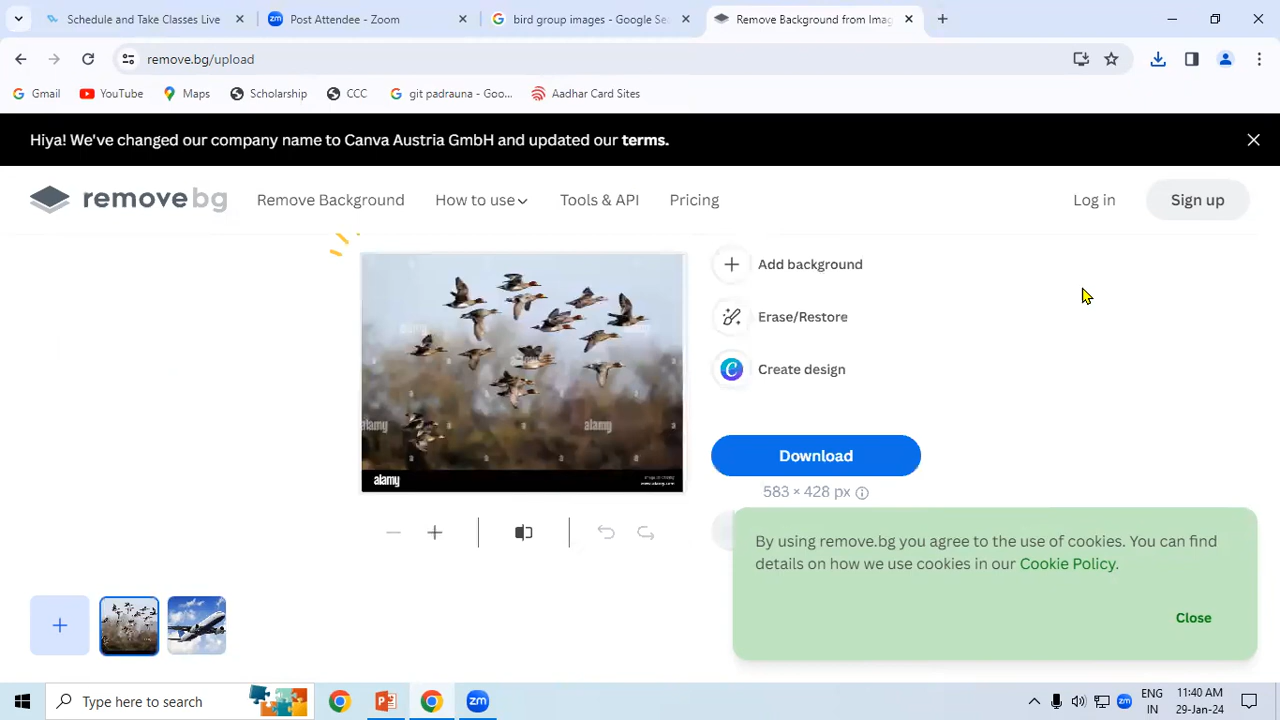 Schedule and Take Classes Live
Post Attendee - Zoom
bird group images - Google Se
Remove Background from Imag
remove.bg/upload
Gmail
YouTube
Maps
Scholarship
CCC
git padrauna - Goo...
Aadhar Card Sites
Hiya! We've changed our company name to Canva Austria GmbH and updated our terms.
removebg
Remove Background
How to use
Tools & API
Pricing
Log in
Sign up
Add background
Erase/Restore
Create design
alamy
alamy
alamy
Download
583 × 428 px
By using remove.bg you agree to the use of cookies. You can find
details on how we use cookies in our Cookie Policy.
Close
Type here to search
zm
ENG
IN
11:40 AM
29-Jan-24